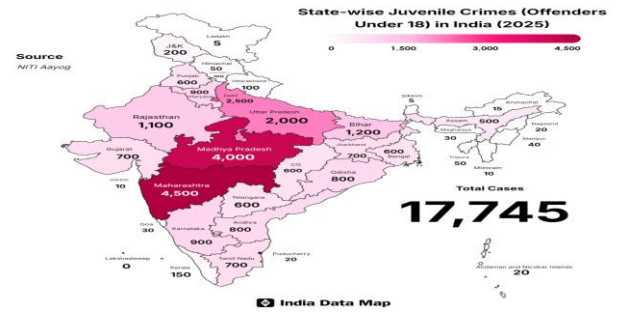 State-wise Juvenile Crimes (Offenders
Under 18) in India (2025)
0 1,500 3,000 4,500
Source
NITI Aayog
Ladakh
5
J&K
200
Himachal
50
Punjab
600
Uttarakhand
100
Haryana
900
Delhi
2,500
Rajasthan
1,100
Uttar Pradesh
2,000
Bihar
1,200
Sikkim
5
Arunachal
15
Assam
500
Nagaland
20
Meghalaya
30
Manipur
40
Tripura
50
Mizoram
10
Gujarat
700
Madhya Pradesh
4,000
Jharkhand
700
600
Bengal
CG
600
Odisha
800
10
Maharashtra
4,500
Telangana
600
Goa
30
Karnataka
900
Andhra
800
Lakshadweep
0
Kerala
150
Tamil Nadu
700
Puducherry
20
Andaman and Nicobar Islands
20
Total Cases
17,745
India Data Map